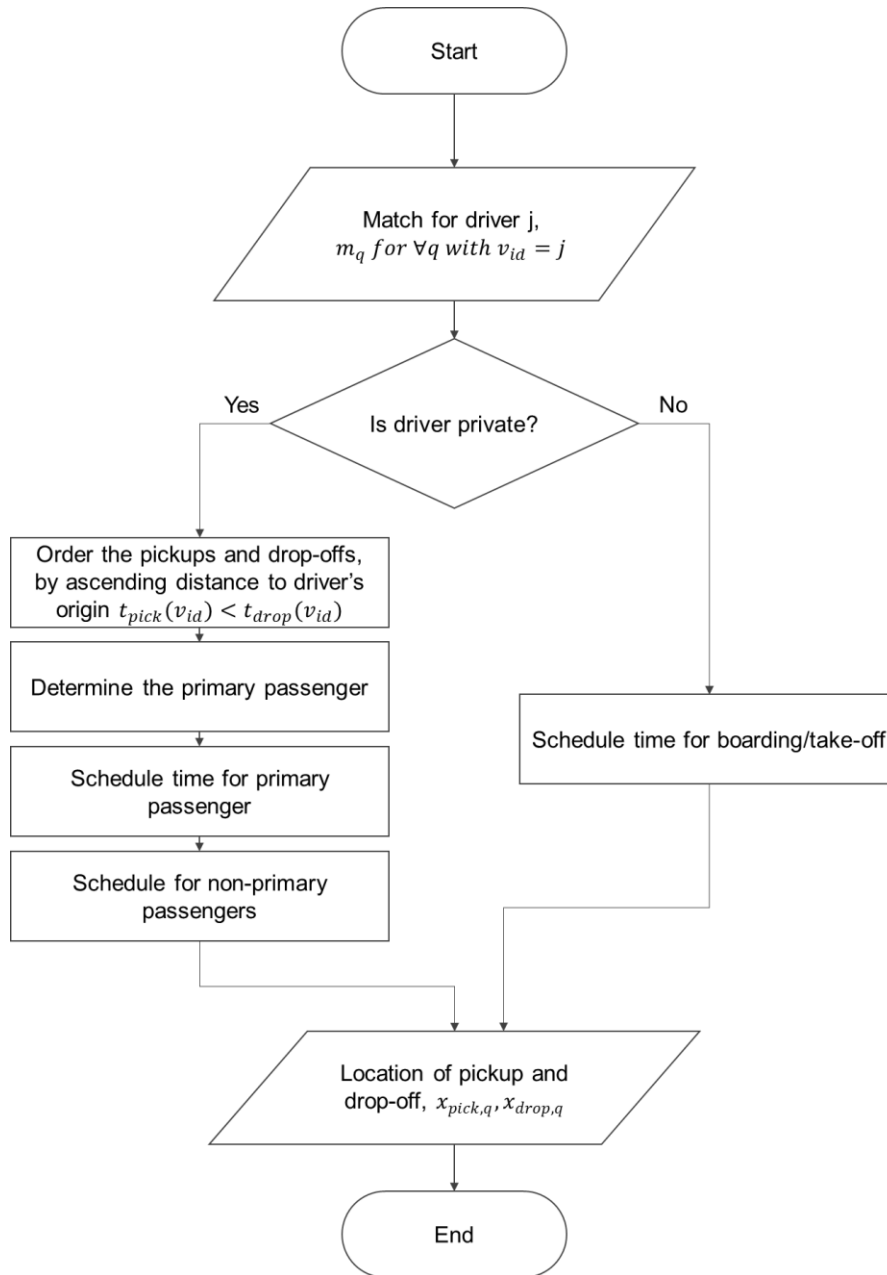 Start
Match for driver j,
m_q for ∀q with v_id = j
Is driver private?
Yes
No
Order the pickups and drop-offs,
by ascending distance to driver's
origin t_pick(v_id) < t_drop(v_id)
Determine the primary passenger
Schedule time for primary
passenger
Schedule for non-primary
passengers
Schedule time for boarding/take-off
Location of pickup and
drop-off, x_pick,q, x_drop,q
End